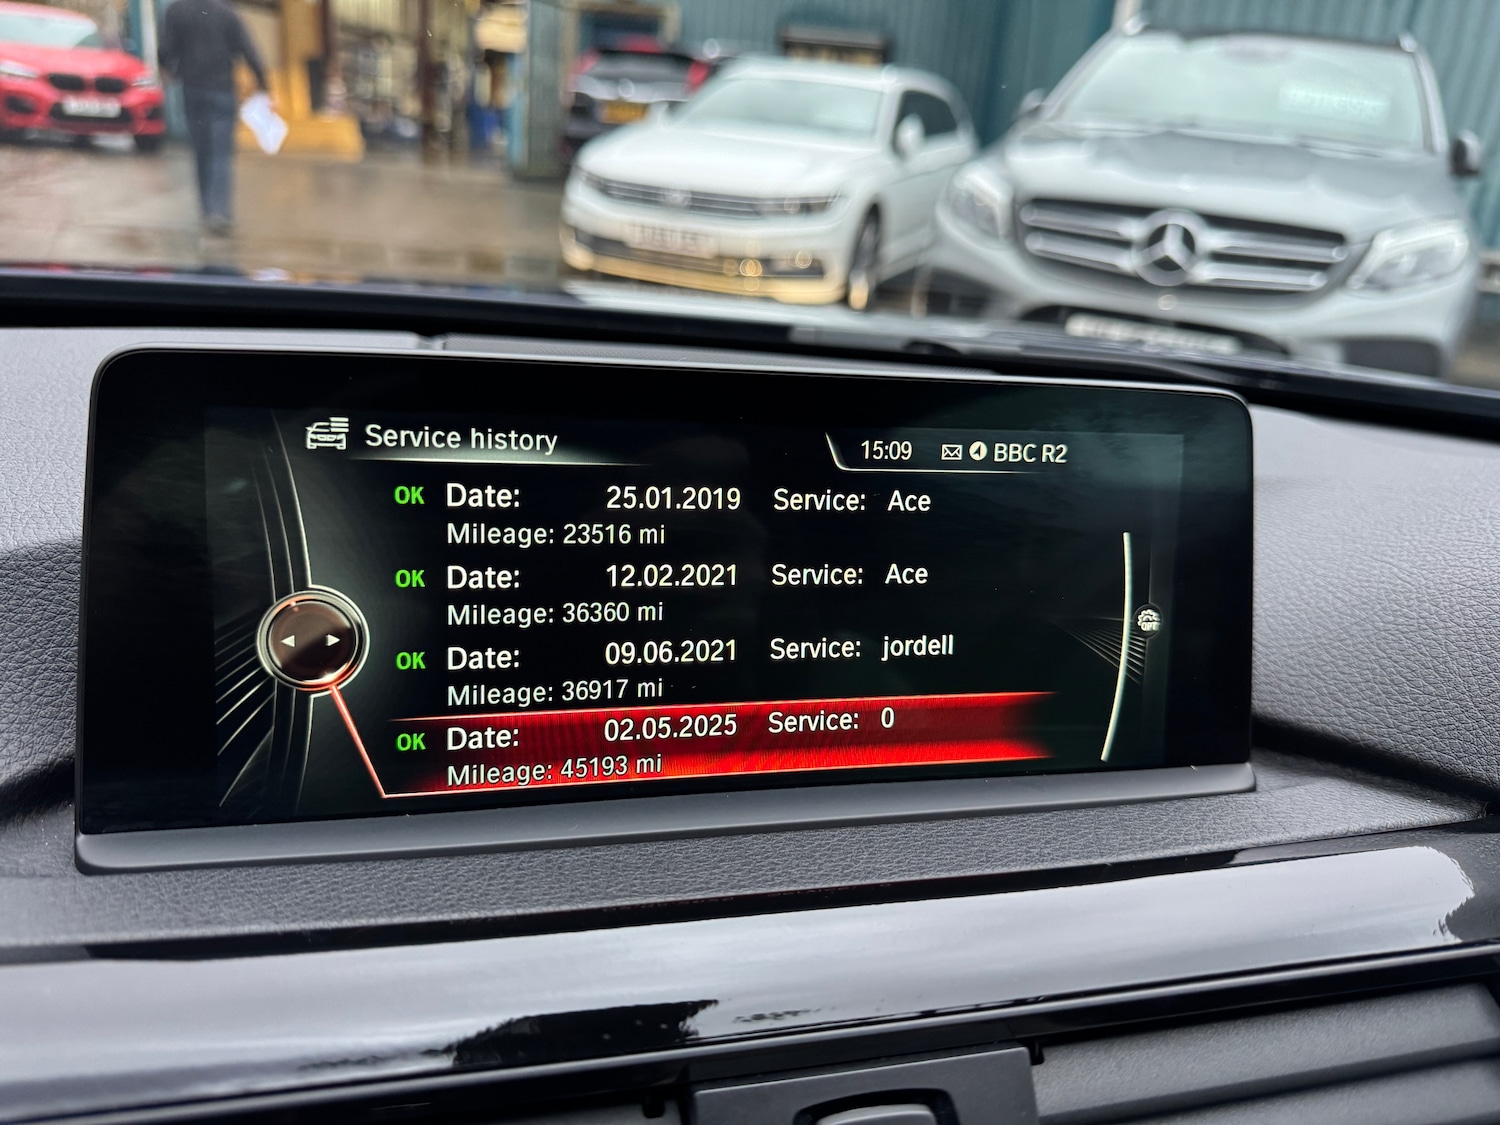 Service history
15:09 BBC R2
OK Date: 25.01.2019 Service: Ace
Mileage: 23516 mi
OK Date: 12.02.2021 Service: Ace
Mileage: 36360 mi
OK Date: 09.06.2021 Service: jordell
Mileage: 36917 mi
OK Date: 02.05.2025 Service: 0
Mileage: 45193 mi
OPT